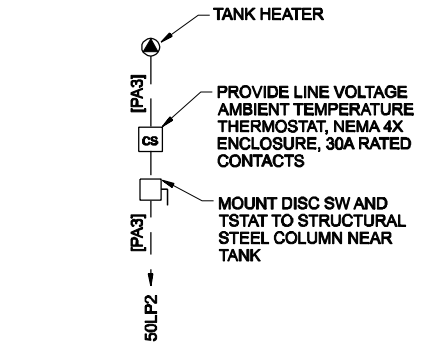 TANK HEATER
[PA3]
PROVIDE LINE VOLTAGE
AMBIENT TEMPERATURE
THERMOSTAT, NEMA 4X
ENCLOSURE, 30A RATED
CONTACTS
CS
MOUNT DISC SW AND
TSTAT TO STRUCTURAL
STEEL COLUMN NEAR
TANK
[PA3]
50LP2